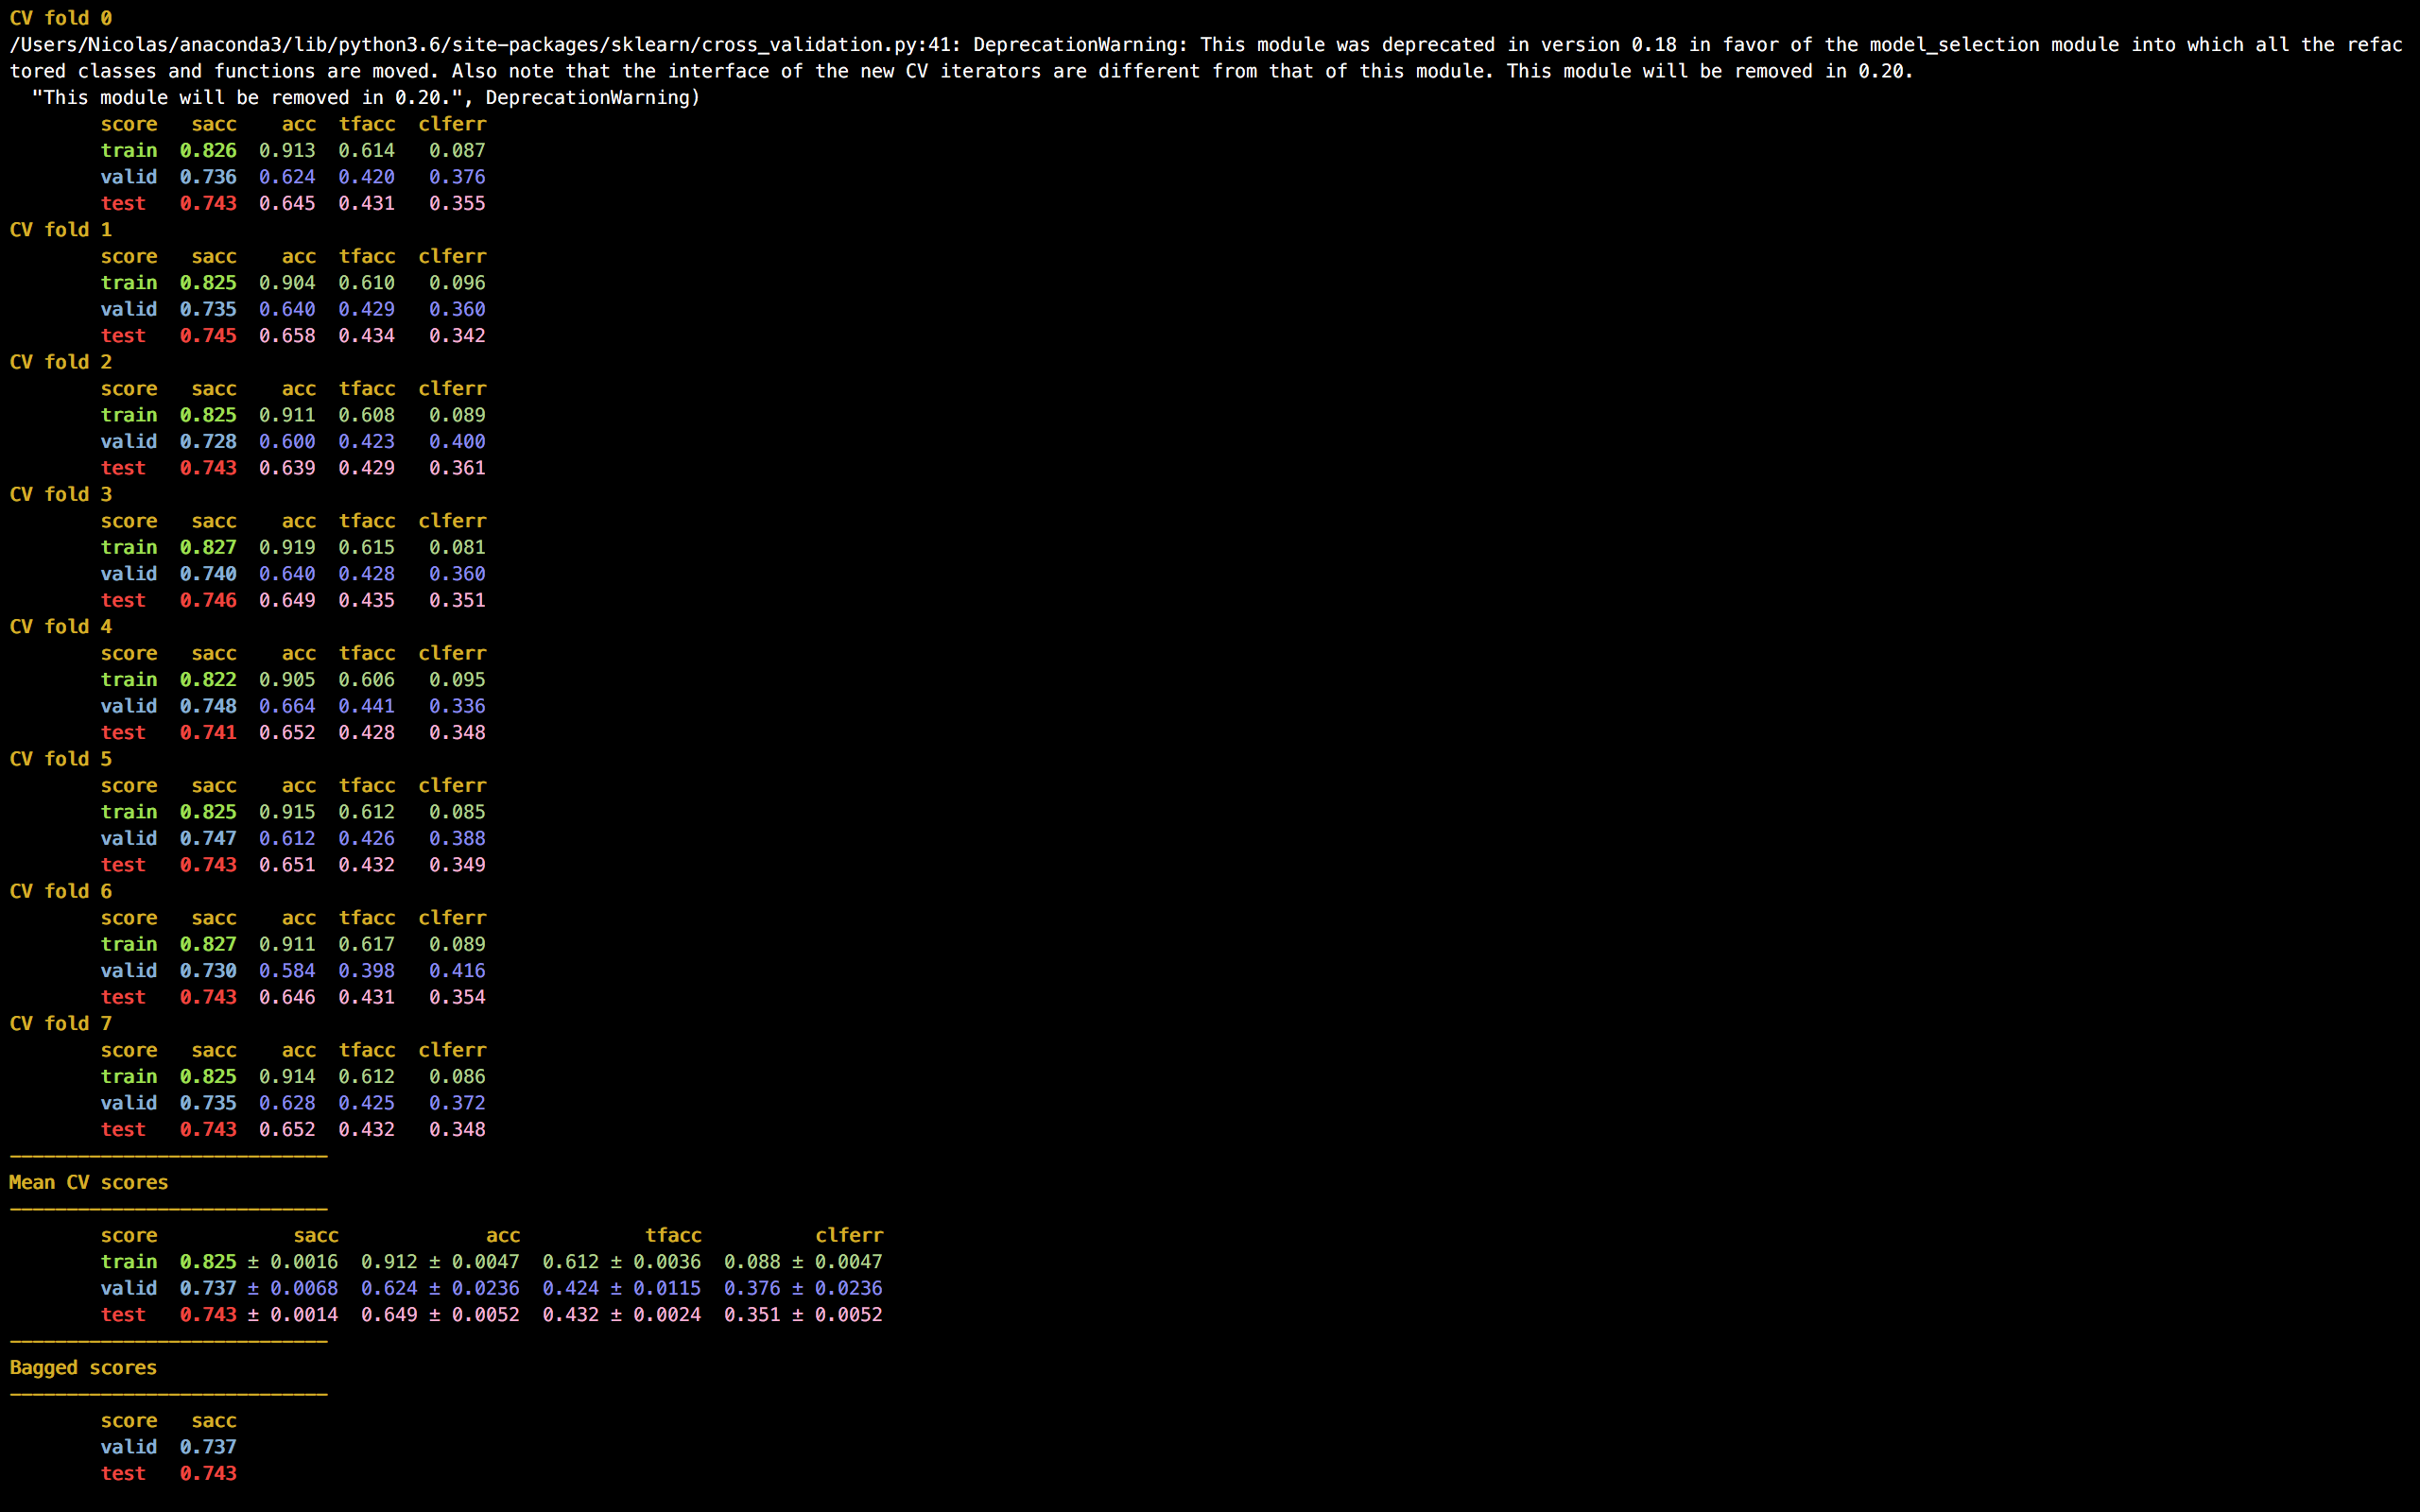 CV fold 0
/Users/Nicolas/anaconda3/lib/python3.6/site-packages/sklearn/cross_validation.py:41: DeprecationWarning: This module was deprecated in version 0.18 in favor of the model_selection module into which all the refac
tored classes and functions are moved. Also note that the interface of the new CV iterators are different from that of this module. This module will be removed in 0.20.
  "This module will be removed in 0.20.", DeprecationWarning)
        score   sacc    acc  tfacc  clferr
        train  0.826  0.913  0.614   0.087
        valid  0.736  0.624  0.420   0.376
        test   0.743  0.645  0.431   0.355
CV fold 1
        score   sacc    acc  tfacc  clferr
        train  0.825  0.904  0.610   0.096
        valid  0.735  0.640  0.429   0.360
        test   0.745  0.658  0.434   0.342
CV fold 2
        score   sacc    acc  tfacc  clferr
        train  0.825  0.911  0.608   0.089
        valid  0.728  0.600  0.423   0.400
        test   0.743  0.639  0.429   0.361
CV fold 3
        score   sacc    acc  tfacc  clferr
        train  0.827  0.919  0.615   0.081
        valid  0.740  0.640  0.428   0.360
        test   0.746  0.649  0.435   0.351
CV fold 4
        score   sacc    acc  tfacc  clferr
        train  0.822  0.905  0.606   0.095
        valid  0.748  0.664  0.441   0.336
        test   0.741  0.652  0.428   0.348
CV fold 5
        score   sacc    acc  tfacc  clferr
        train  0.825  0.915  0.612   0.085
        valid  0.747  0.612  0.426   0.388
        test   0.743  0.651  0.432   0.349
CV fold 6
        score   sacc    acc  tfacc  clferr
        train  0.827  0.911  0.617   0.089
        valid  0.730  0.584  0.398   0.416
        test   0.743  0.646  0.431   0.354
CV fold 7
        score   sacc    acc  tfacc  clferr
        train  0.825  0.914  0.612   0.086
        valid  0.735  0.628  0.425   0.372
        test   0.743  0.652  0.432   0.348
----------------------------
Mean CV scores
----------------------------
        score            sacc             acc           tfacc          clferr
        train  0.825 ± 0.0016  0.912 ± 0.0047  0.612 ± 0.0036  0.088 ± 0.0047
        valid  0.737 ± 0.0068  0.624 ± 0.0236  0.424 ± 0.0115  0.376 ± 0.0236
        test   0.743 ± 0.0014  0.649 ± 0.0052  0.432 ± 0.0024  0.351 ± 0.0052
----------------------------
Bagged scores
----------------------------
        score   sacc
        valid  0.737
        test   0.743